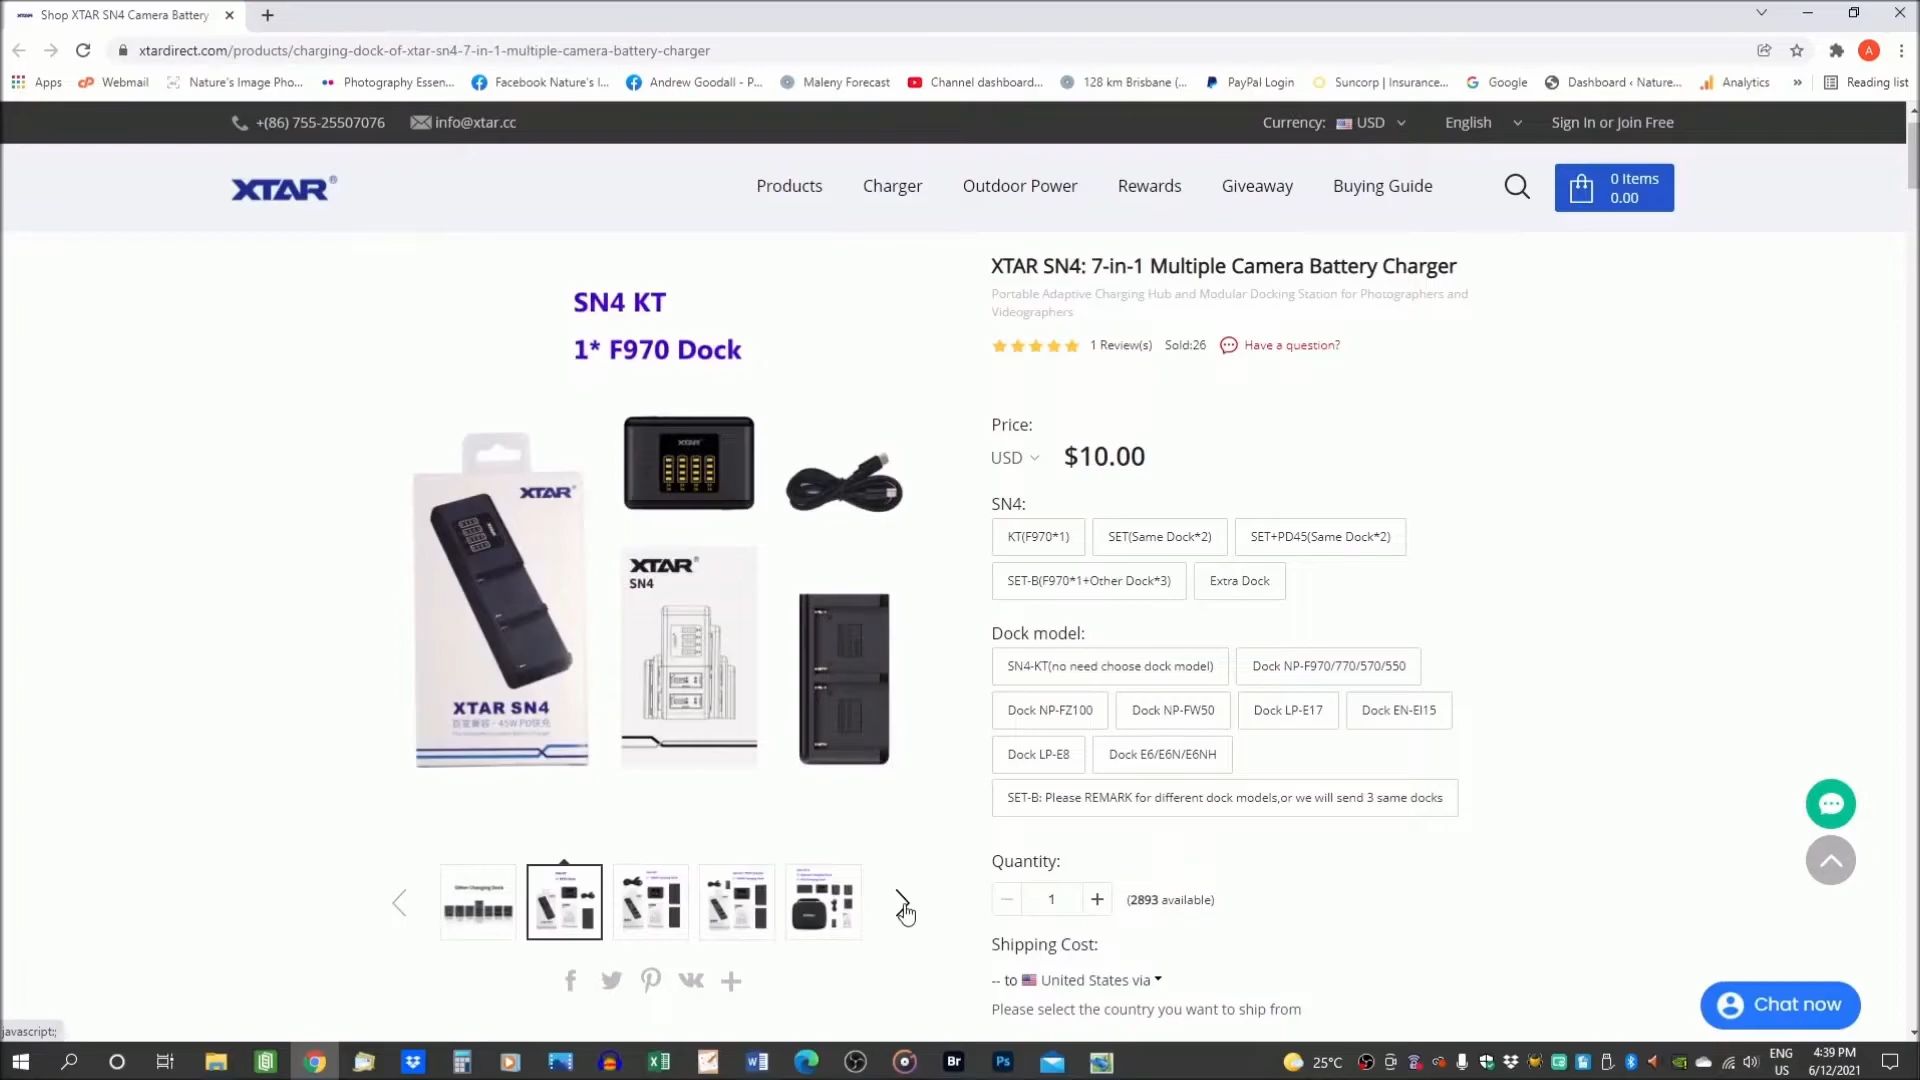 Shop XTAR SN4 Camera Battery
xtardirect.com/products/charging-dock-of-xtar-sn4-7-in-1-multiple-camera-battery-charger
Apps
Webmail
Nature's Image Pho...
Photography Essen...
Facebook Nature's I...
Andrew Goodall - P...
Maleny Forecast
Channel dashboard...
128 km Brisbane (...
PayPal Login
Suncorp | Insurance...
Google
Dashboard ‹ Nature...
Analytics
»
Reading list
+(86) 755-25507076
info@xtar.cc
Currency: USD
English
Sign In or Join Free
XTAR®
Products
Charger
Outdoor Power
Rewards
Giveaway
Buying Guide
0 Items
0.00
SN4 KT
1* F970 Dock
XTAR
XTAR
XTAR SN4
XTAR
SN4
XTAR SN4: 7-in-1 Multiple Camera Battery Charger
Portable Adaptive Charging Hub and Modular Docking Station for Photographers and
Videographers
1 Review(s) Sold:26 Have a question?
Price:
USD $10.00
SN4:
KT(F970*1)
SET(Same Dock*2)
SET+PD45(Same Dock*2)
SET-B(F970*1+Other Dock*3)
Extra Dock
Dock model:
SN4-KT(no need choose dock model)
Dock NP-F970/770/570/550
Dock NP-FZ100
Dock NP-FW50
Dock LP-E17
Dock EN-EI15
Dock LP-E8
Dock E6/E6N/E6NH
SET-B: Please REMARK for different dock models,or we will send 3 same docks
Quantity:
1
(2893 available)
Shipping Cost:
-- to United States via
Please select the country you want to ship from
Chat now
javascript:;
Br
Ps
25°C
ENG
US
4:39 PM
6/12/2021